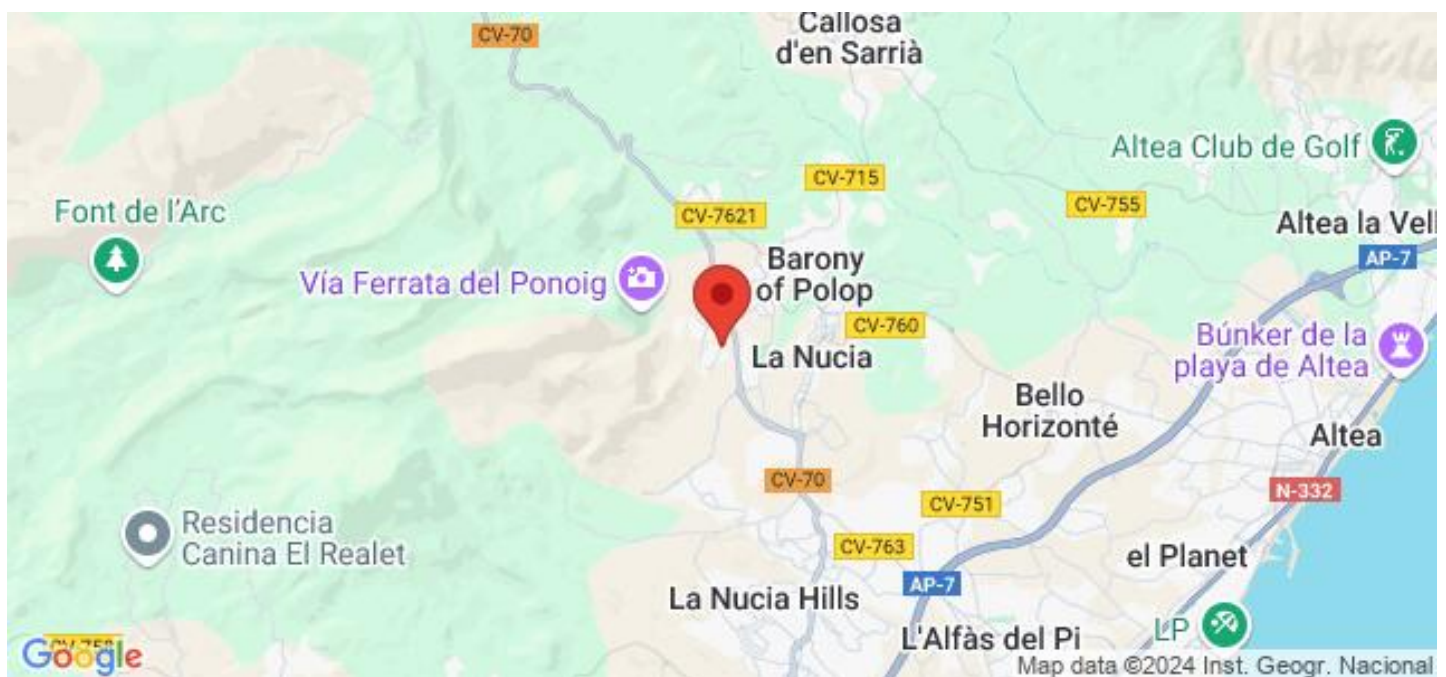 Callosa
d'en Sarrià
CV-70
Altea Club de Golf
CV-715
CV-755
Font de l'Arc
CV-7621
Altea la Vell
AP-7
Barony
of Polop
Vía Ferrata del Ponoig
CV-760
La Nucia
Búnker de la
playa de Altea
Bello
Horizonté
Altea
CV-70
N-332
CV-751
Residencia
Canina El Realet
CV-763
el Planet
AP-7
La Nucia Hills
L'Alfàs del Pi
LP
Google
Map data ©2024 Inst. Geogr. Nacional